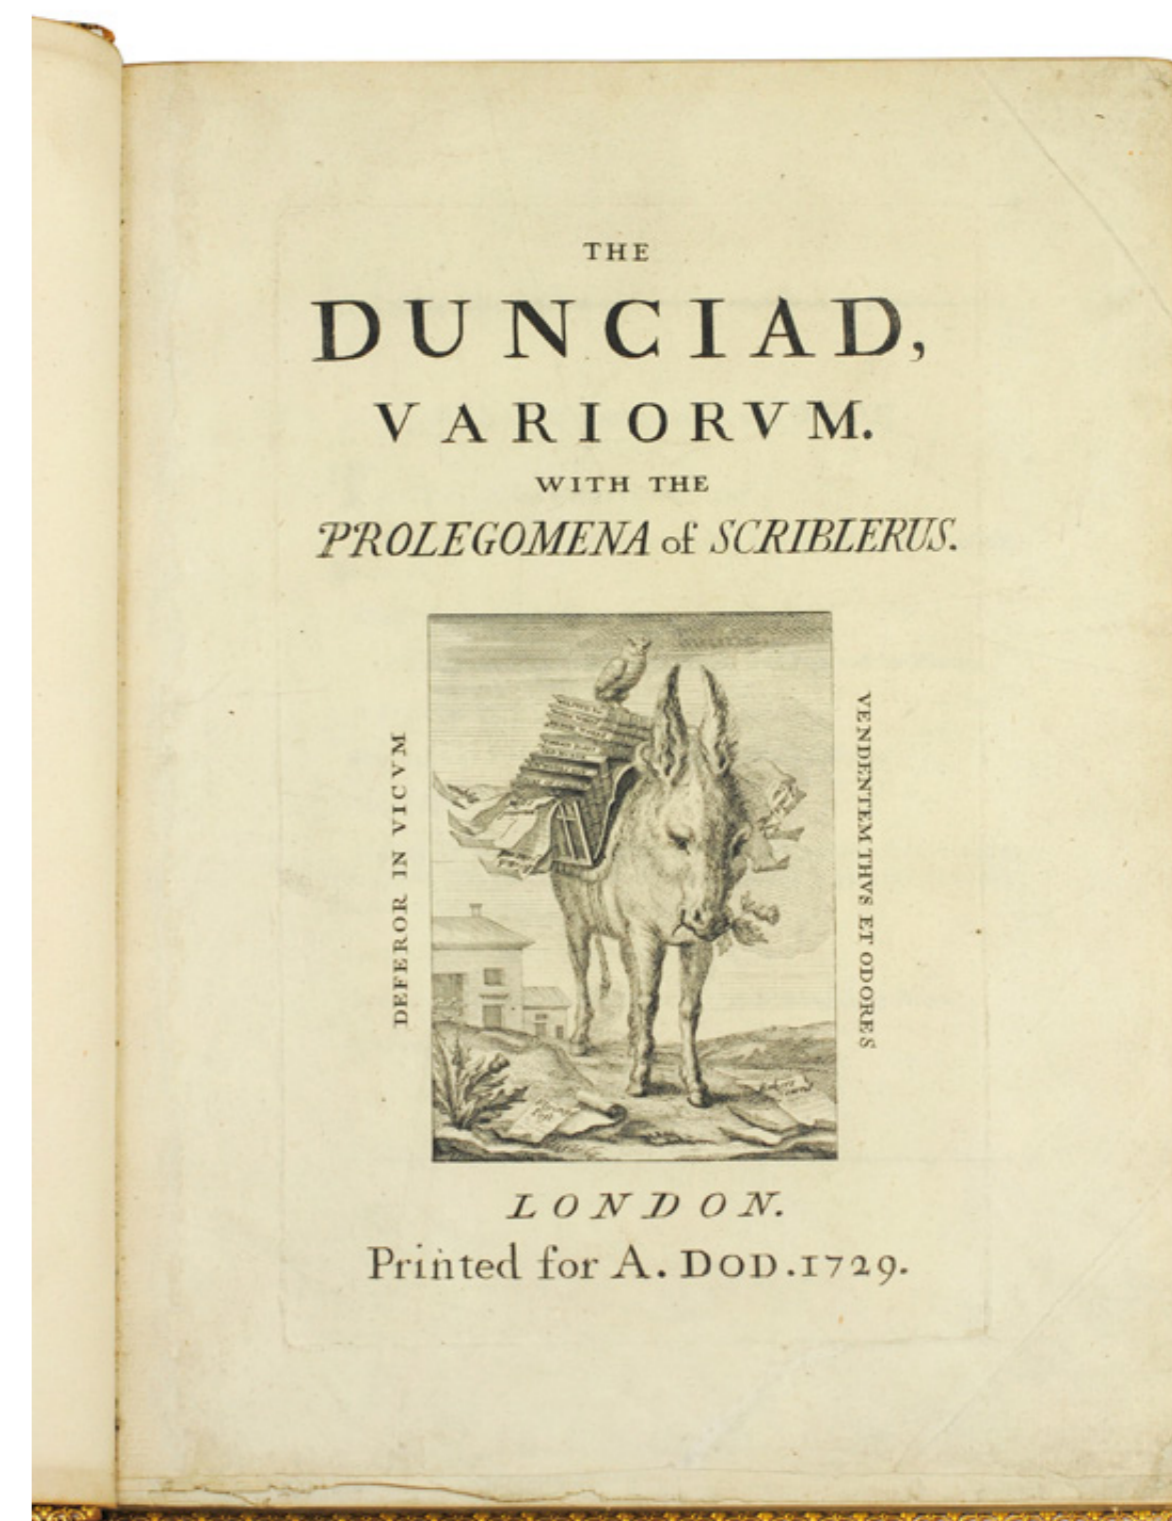 THE
DUNCIAD,
VARIORVM.
WITH THE
PROLEGOMENA of SCRIBLERUS.
DEFEROR IN VICVM
VENDENTEM THVS ET ODORES
LONDON.
Printed for A. DOD. 1729.